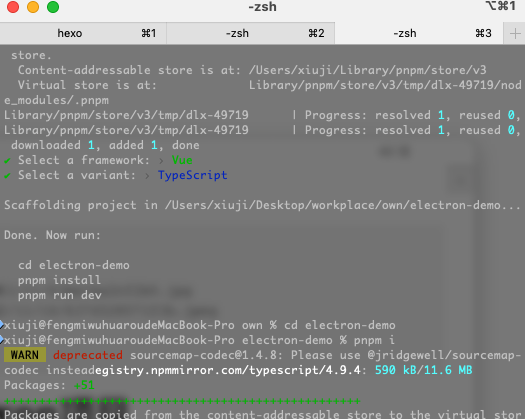 -zsh
⌥⌘1
hexo ⌘1 -zsh ⌘2 -zsh ⌘3 +
store.
Content-addressable store is at: /Users/xiuji/Library/pnpm/store/v3
Virtual store is at: Library/pnpm/store/v3/tmp/dlx-49719/nod
e_modules/.pnpm
Library/pnpm/store/v3/tmp/dlx-49719 | Progress: resolved 1, reused 0,
Library/pnpm/store/v3/tmp/dlx-49719 | Progress: resolved 1, reused 0,
downloaded 1, added 1, done
✔ Select a framework: › Vue
✔ Select a variant: › TypeScript
Scaffolding project in /Users/xiuji/Desktop/workplace/own/electron-demo...
Done. Now run:
cd electron-demo
pnpm install
pnpm run dev
xiuji@fengmiwuhuaroudeMacBook-Pro own % cd electron-demo
xiuji@fengmiwuhuaroudeMacBook-Pro electron-demo % pnpm i
WARN deprecated sourcemap-codec@1.4.8: Please use @jridgewell/sourcemap-
codec insteadegistry.npmmirror.com/typescript/4.9.4: 590 kB/11.6 MB
Packages: +51
++++++++++++++++++++++++++++++++++++++++++++++++++++
Packages are copied from the content-addressable store to the virtual stor